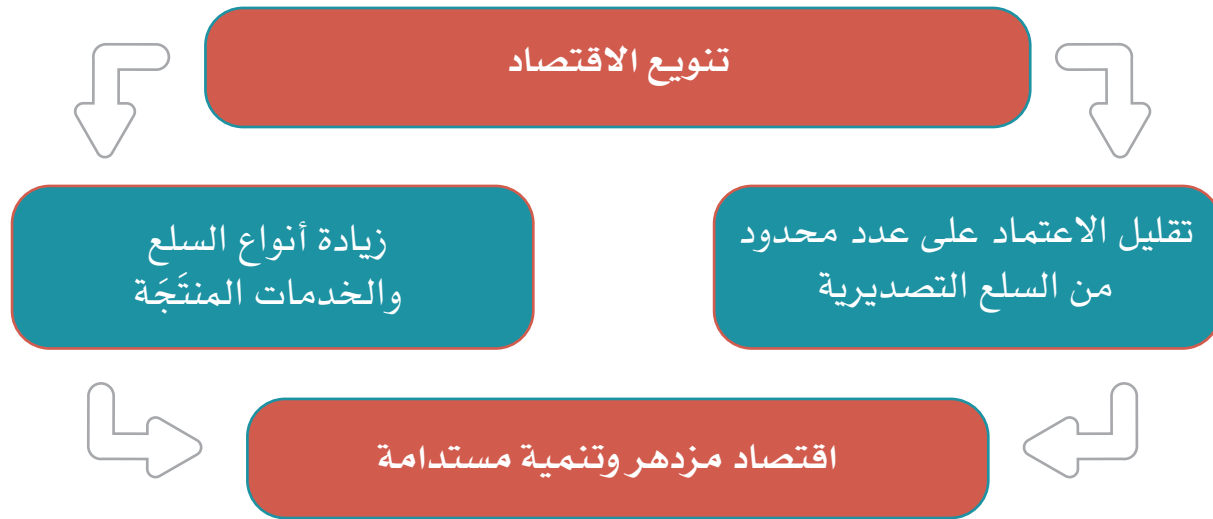 تنويع الاقتصاد
تقليل الاعتماد على عدد محدود
من السلع التصديرية
زيادة أنواع السلع
والخدمات المنتَجَة
اقتصاد مزدهر وتنمية مستدامة